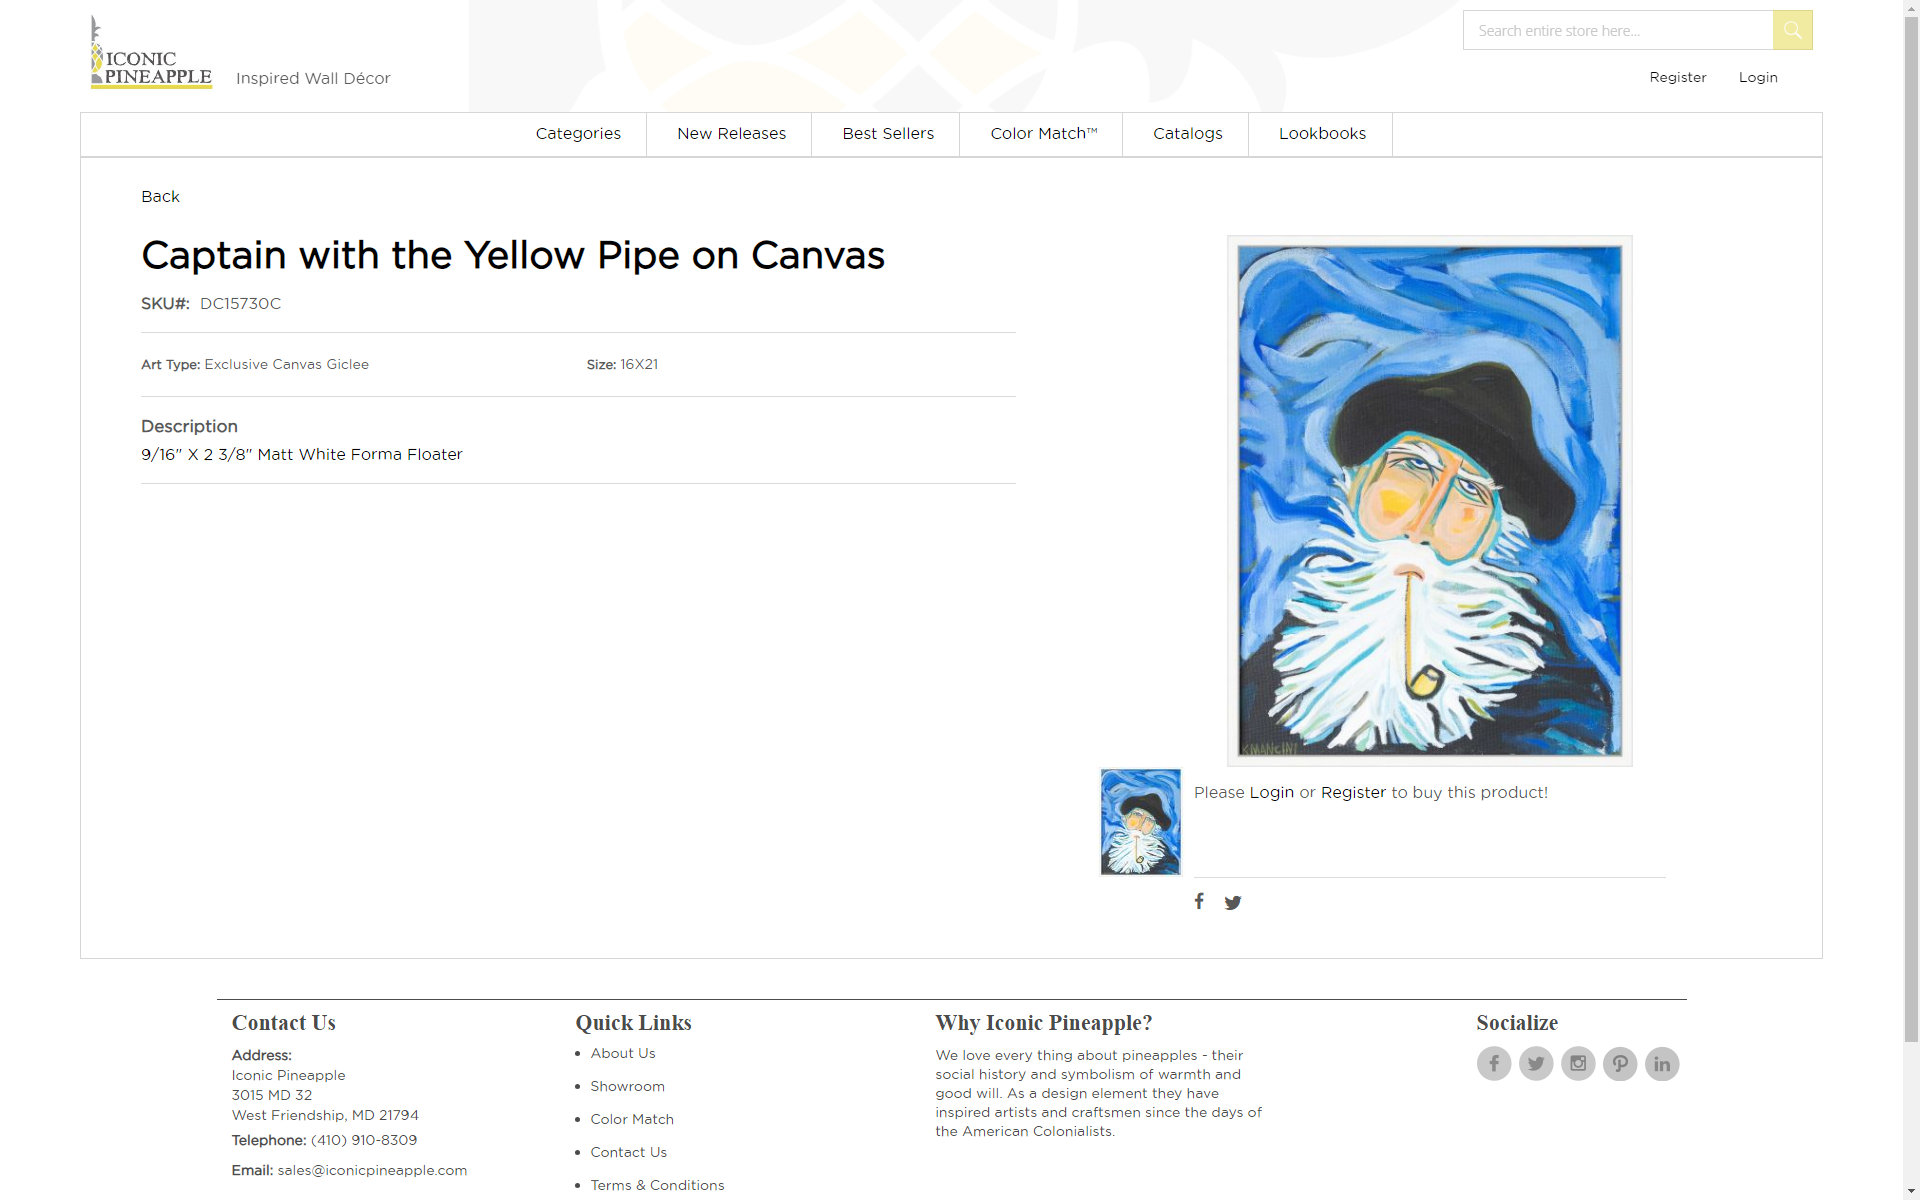 ICONIC
PINEAPPLE
Inspired Wall Décor
Search entire store here...
Register
Login
Categories
New Releases
Best Sellers
Color Match™
Catalogs
Lookbooks
Back
Captain with the Yellow Pipe on Canvas
SKU#: DC15730C
Art Type: Exclusive Canvas Giclee
Size: 16X21
Description
9/16" X 2 3/8" Matt White Forma Floater
K.MANCINI
Please Login or Register to buy this product!
Contact Us
Address:
Iconic Pineapple
3015 MD 32
West Friendship, MD 21794
Telephone: (410) 910-8309
Email: sales@iconicpineapple.com
Quick Links
About Us
Showroom
Color Match
Contact Us
Terms & Conditions
Why Iconic Pineapple?
We love every thing about pineapples - their
social history and symbolism of warmth and
good will. As a design element they have
inspired artists and craftsmen since the days of
the American Colonialists.
Socialize